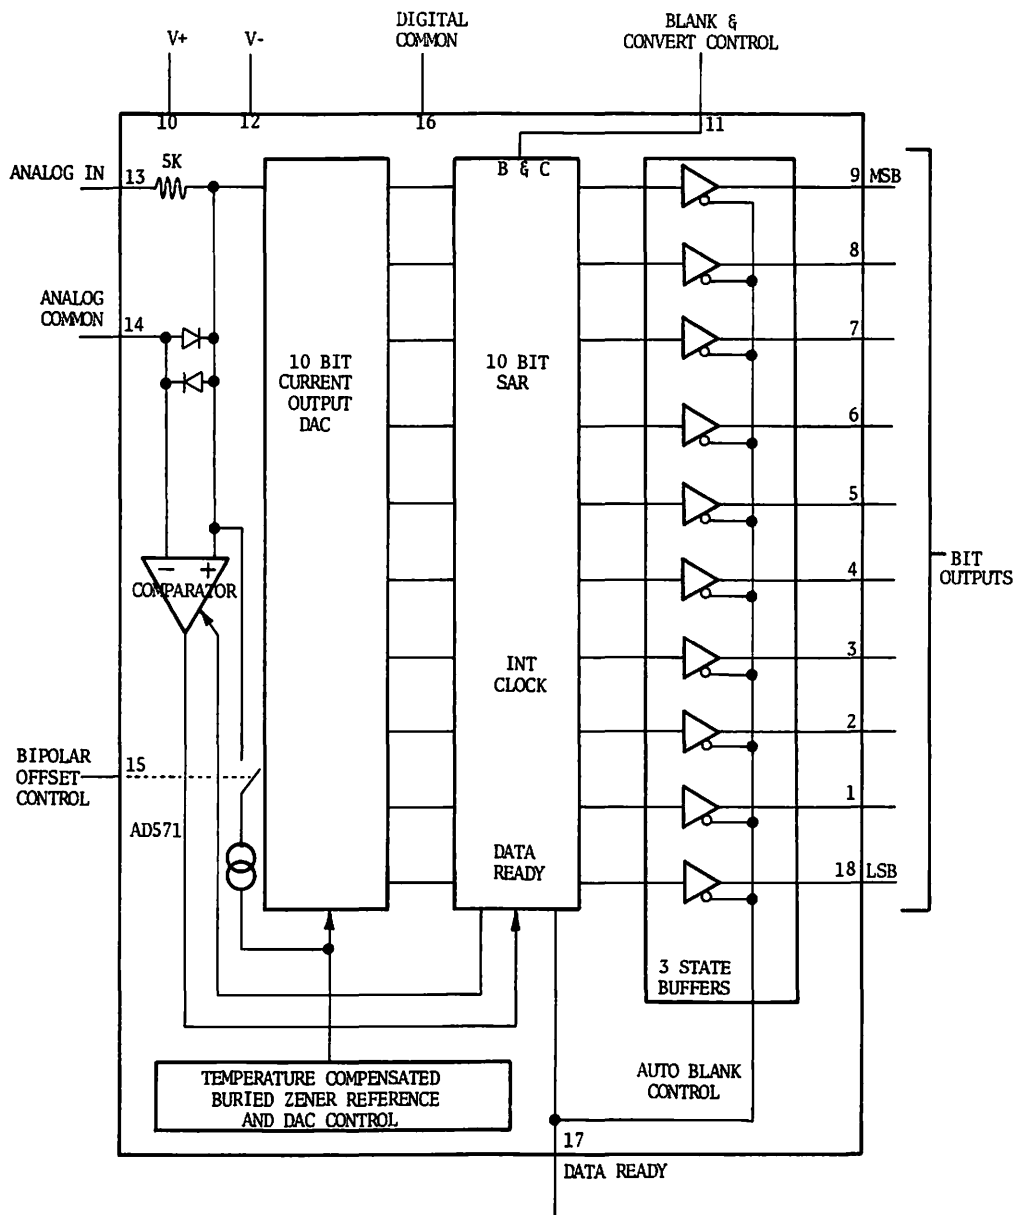 DIGITAL
COMMON
BLANK &
CONVERT CONTROL
V+
V-
10
12
16
11
ANALOG IN
13
5K
B & C
9
MSB
8
ANALOG
COMMON
14
7
10 BIT
CURRENT
OUTPUT
DAC
10 BIT
SAR
6
5
- +
COMPARATOR
4
BIT
OUTPUTS
3
INT
CLOCK
2
BIPOLAR
OFFSET
CONTROL
15
1
AD571
DATA
READY
18
LSB
3 STATE
BUFFERS
TEMPERATURE COMPENSATED
BURIED ZENER REFERENCE
AND DAC CONTROL
AUTO BLANK
CONTROL
17
DATA READY